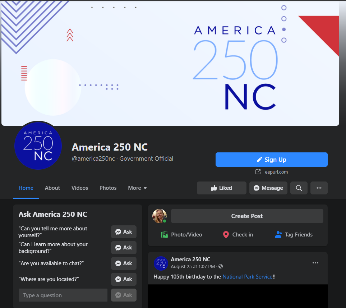 AMERICA
250
NC
AMERICA
250
NC
America 250 NC
@america250nc · Government Official
Sign Up
Home About Videos Photos More
Liked Message
Ask America 250 NC
"Can you tell me more about yourself?"
Ask
"Can I learn more about your background?"
Ask
"Are you available to chat?"
Ask
"Where are you located?"
Ask
Type a question
Ask
Create Post
Photo/Video Check in Tag Friends
America 250 NC
Happy 105th birthday to the National Park Service!